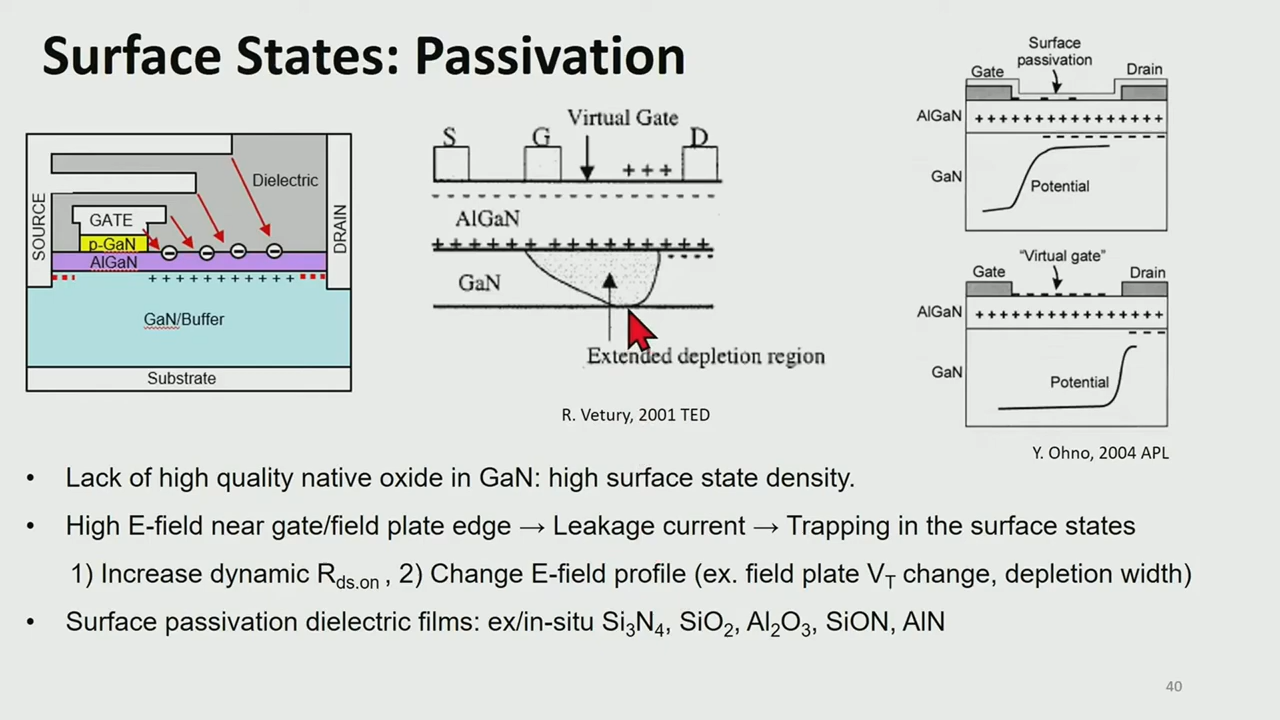 Surface States: Passivation
SOURCE
Dielectric
GATE
p-GaN
AlGaN
DRAIN
+ + + + + + + + + + + +
GaN/Buffer
Substrate
Virtual Gate
S G D
+ + +
AlGaN
GaN
Extended depletion region
R. Vetury, 2001 TED
Surface
passivation
Gate Drain
AlGaN
GaN
Potential
"Virtual gate"
Gate Drain
AlGaN
GaN
Potential
Y. Ohno, 2004 APL
• Lack of high quality native oxide in GaN: high surface state density.
• High E-field near gate/field plate edge → Leakage current → Trapping in the surface states
1) Increase dynamic Rds.on , 2) Change E-field profile (ex. field plate VT change, depletion width)
• Surface passivation dielectric films: ex/in-situ Si3N4, SiO2, Al2O3, SiON, AlN
40